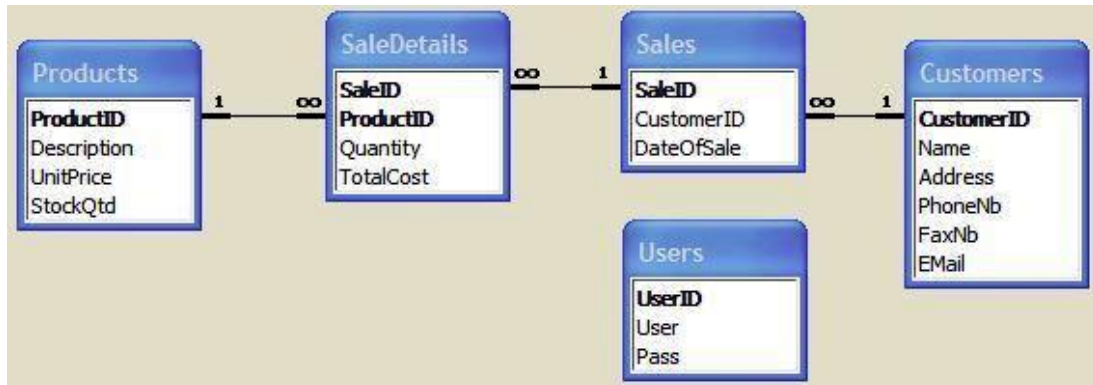 Products
ProductID
Description
UnitPrice
StockQtd
1
∞
SaleDetails
SaleID
ProductID
Quantity
TotalCost
∞
1
Sales
SaleID
CustomerID
DateOfSale
∞
1
Customers
CustomerID
Name
Address
PhoneNb
FaxNb
EMail
Users
UserID
User
Pass